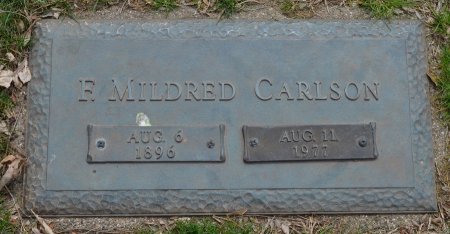 F. MILDRED CARLSON
AUG. 6
1896
AUG. 11
1977